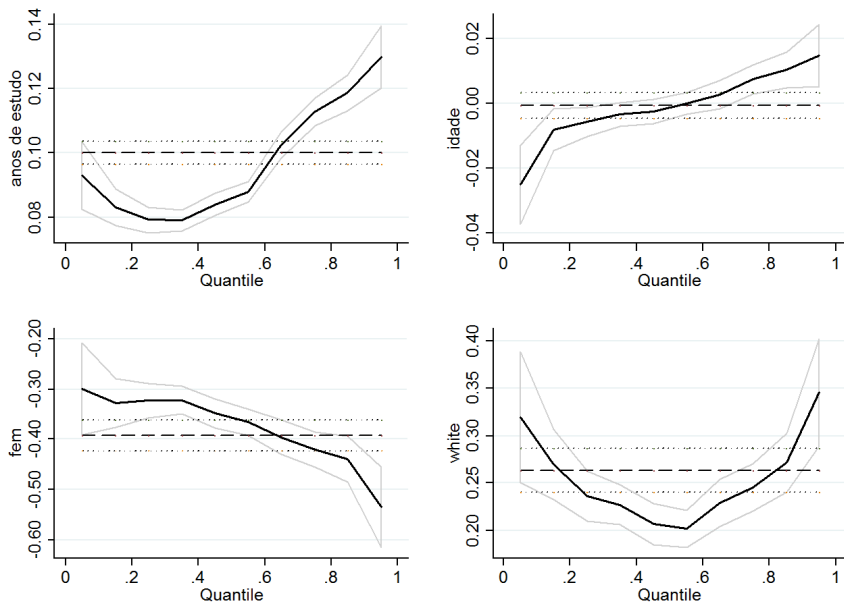 anos de estudo
0.14
0.12
0.10
0.08
0 .2 .4 .6 .8 1
Quantile
idade
0.02
0.00
-0.02
-0.04
0 .2 .4 .6 .8 1
Quantile
fem
-0.20
-0.30
-0.40
-0.50
-0.60
0 .2 .4 .6 .8 1
Quantile
white
0.40
0.35
0.30
0.25
0.20
0 .2 .4 .6 .8 1
Quantile